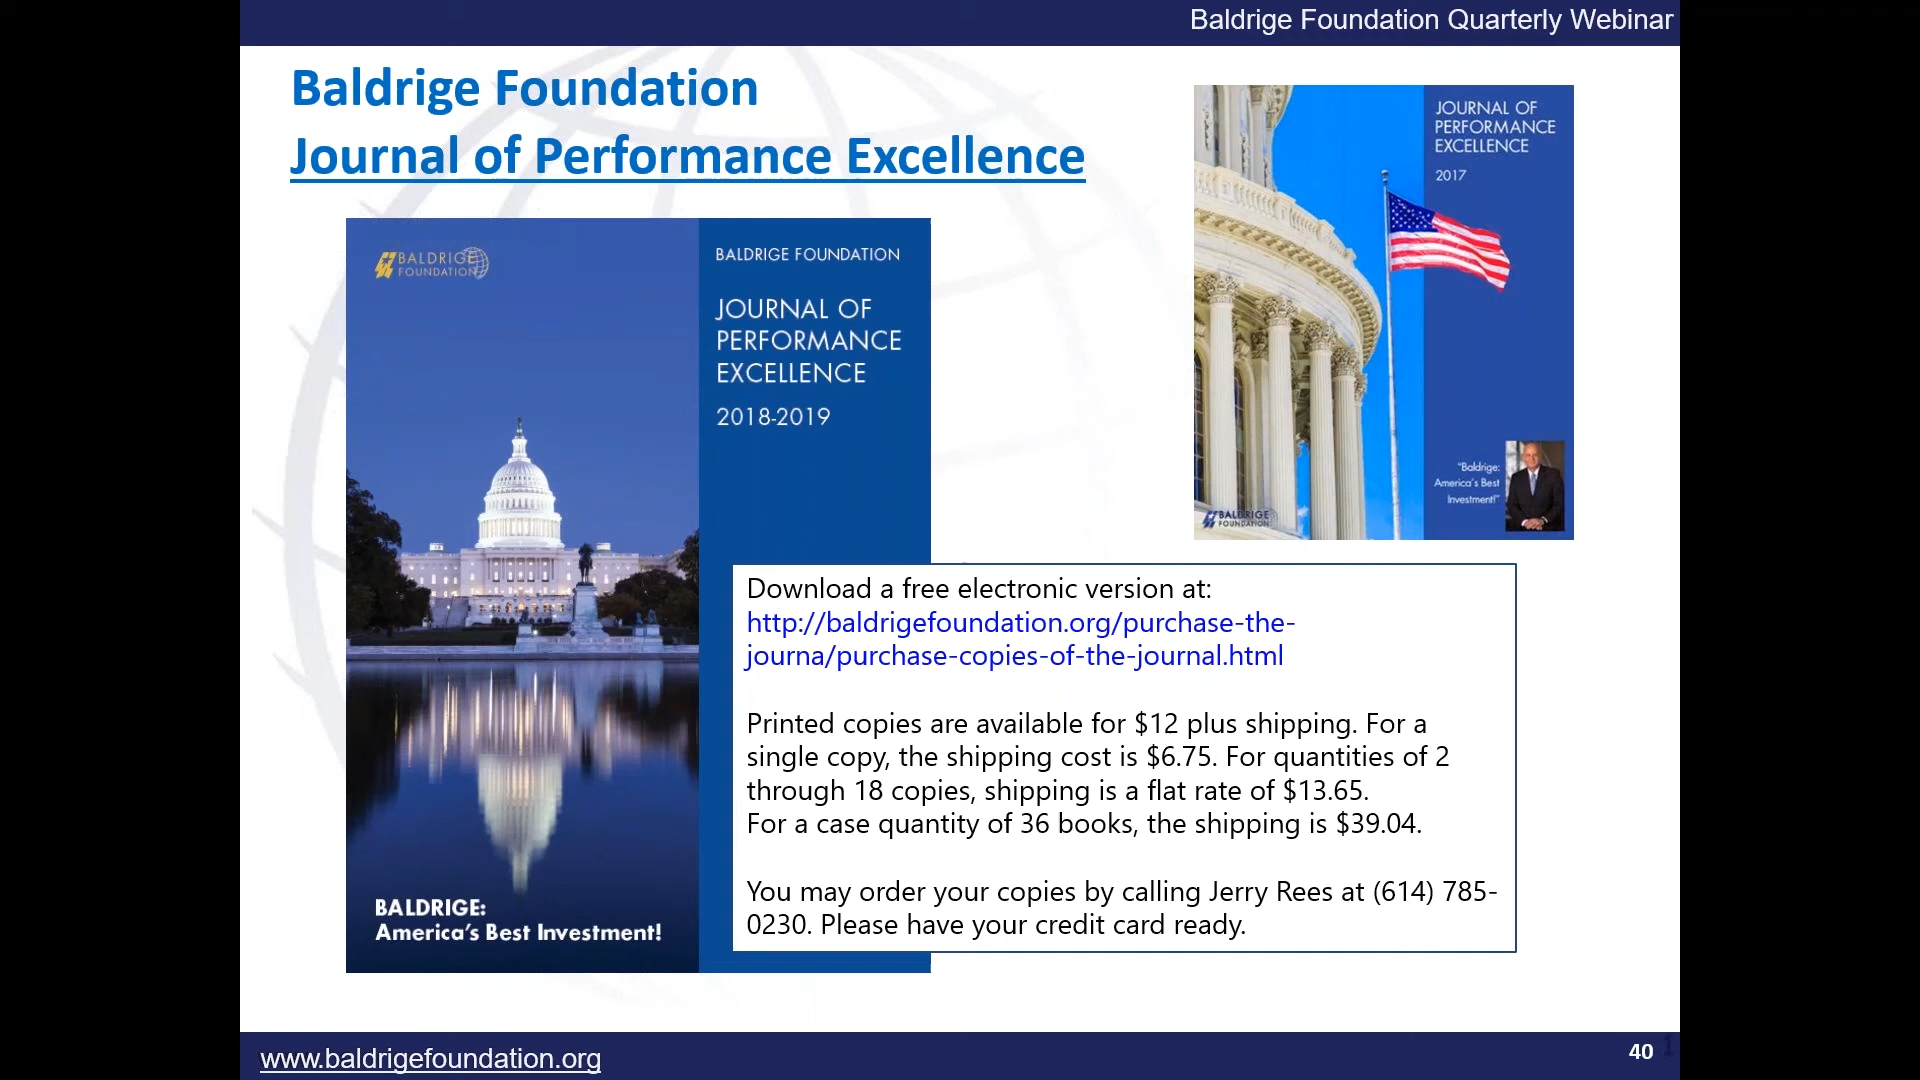 Baldrige Foundation Quarterly Webinar
Baldrige Foundation
Journal of Performance Excellence
BALDRIGE
FOUNDATION
BALDRIGE FOUNDATION
JOURNAL OF
PERFORMANCE
EXCELLENCE
2018-2019
BALDRIGE:
America's Best Investment!
JOURNAL OF
PERFORMANCE
EXCELLENCE
2017
"Baldrige:
America's Best
Investment!"
BALDRIGE
FOUNDATION
Download a free electronic version at:
http://baldrigefoundation.org/purchase-the-
journa/purchase-copies-of-the-journal.html
Printed copies are available for $12 plus shipping. For a
single copy, the shipping cost is $6.75. For quantities of 2
through 18 copies, shipping is a flat rate of $13.65.
For a case quantity of 36 books, the shipping is $39.04.
You may order your copies by calling Jerry Rees at (614) 785-
0230. Please have your credit card ready.
www.baldrigefoundation.org
40 1